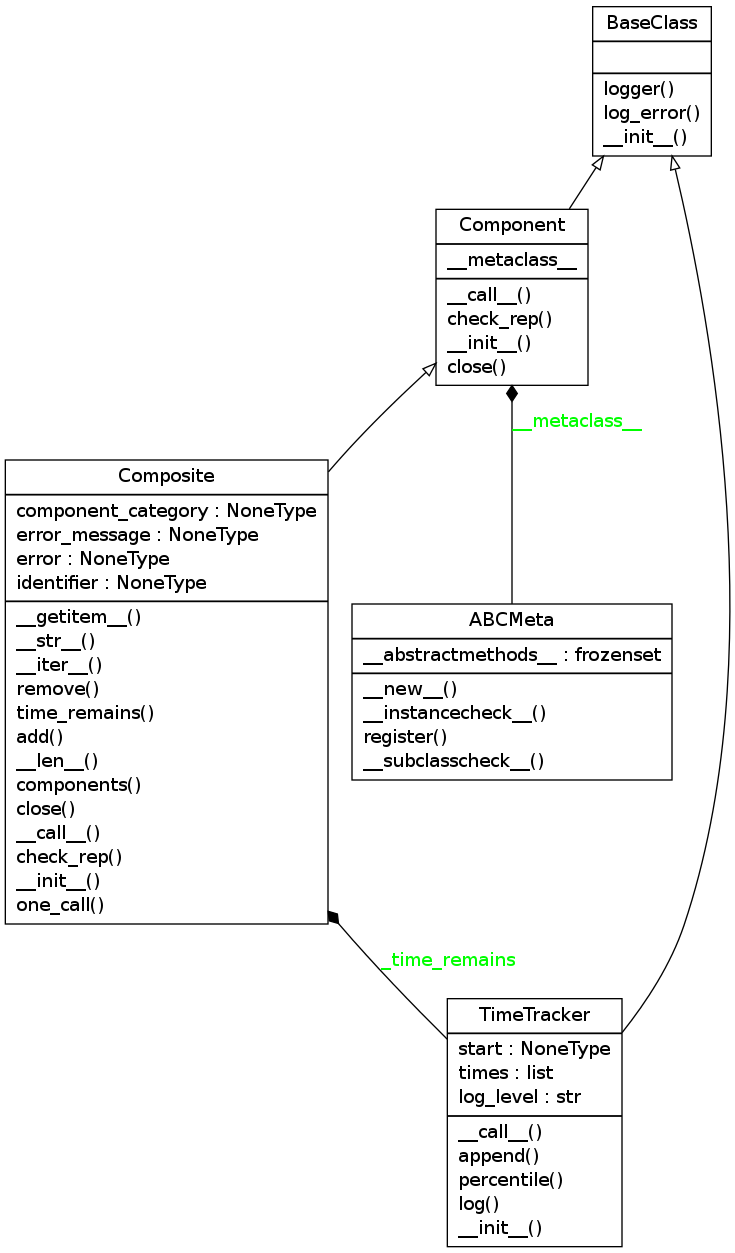 BaseClass
logger()
log_error()
__init__()
Component
__metaclass__
__call__()
check_rep()
__init__()
close()
__metaclass__
Composite
component_category : NoneType
error_message : NoneType
error : NoneType
identifier : NoneType
__getitem__()
__str__()
__iter__()
remove()
time_remains()
add()
__len__()
components()
close()
__call__()
check_rep()
__init__()
one_call()
ABCMeta
__abstractmethods__ : frozenset
__new__()
__instancecheck__()
register()
__subclasscheck__()
_time_remains
TimeTracker
start : NoneType
times : list
log_level : str
__call__()
append()
percentile()
log()
__init__()